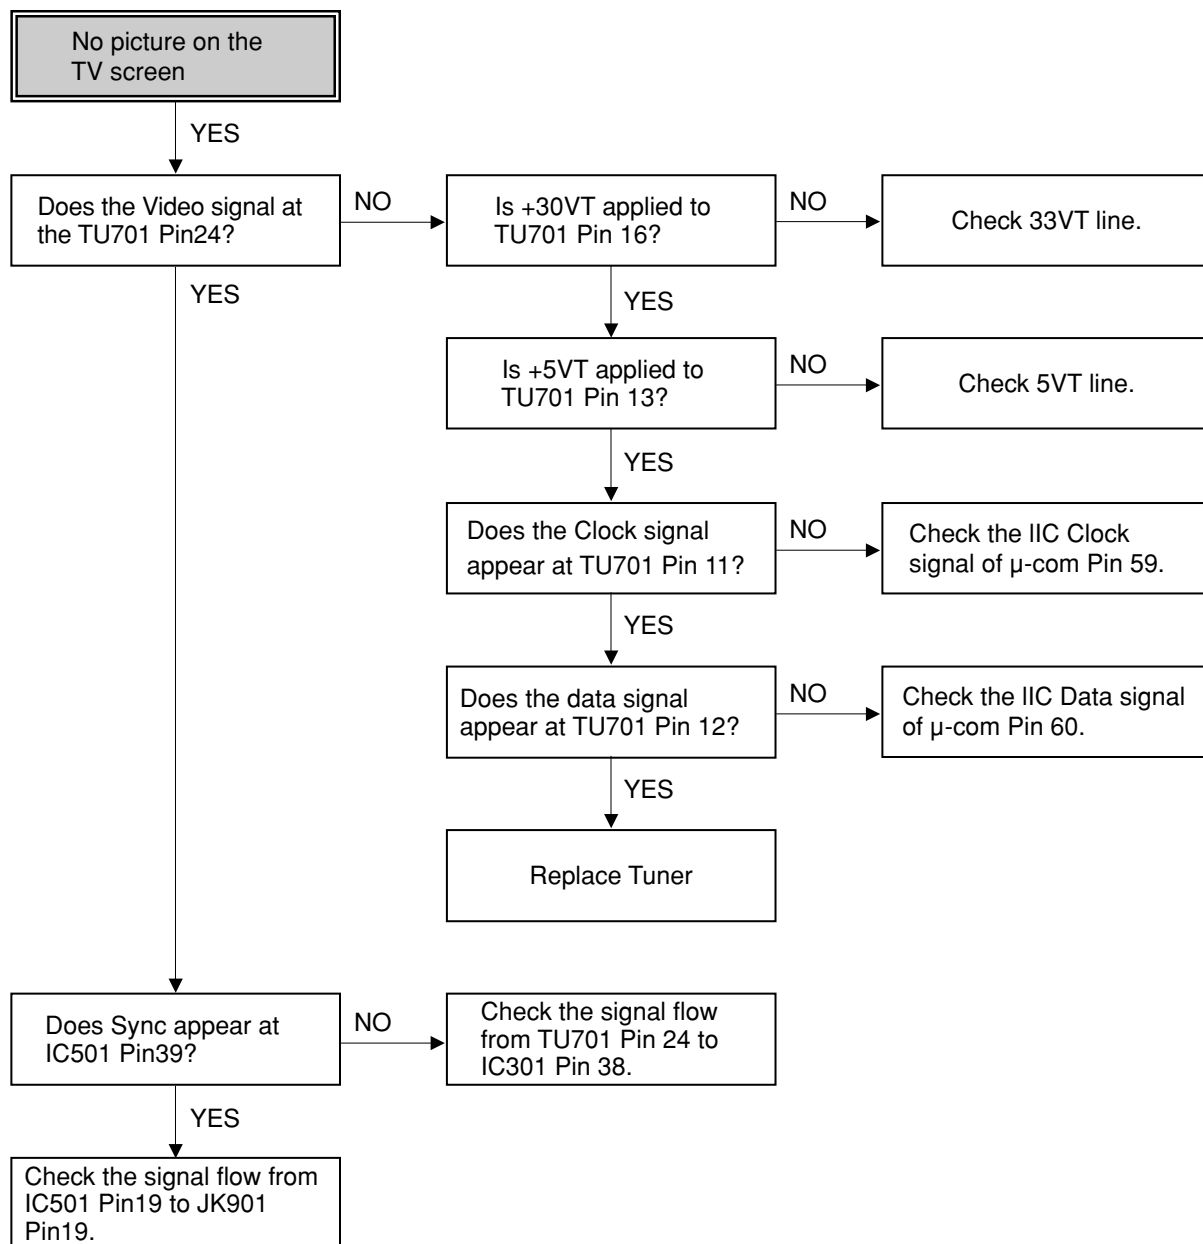 No picture on the
TV screen
YES
Does the Video signal at
the TU701 Pin24?
NO
Is +30VT applied to
TU701 Pin 16?
NO
Check 33VT line.
YES
YES
Is +5VT applied to
TU701 Pin 13?
NO
Check 5VT line.
YES
Does the Clock signal
appear at TU701 Pin 11?
NO
Check the IIC Clock
signal of µ-com Pin 59.
YES
Does the data signal
appear at TU701 Pin 12?
NO
Check the IIC Data signal
of µ-com Pin 60.
YES
Replace Tuner
Does Sync appear at
IC501 Pin39?
NO
Check the signal flow
from TU701 Pin 24 to
IC301 Pin 38.
YES
Check the signal flow from
IC501 Pin19 to JK901
Pin19.